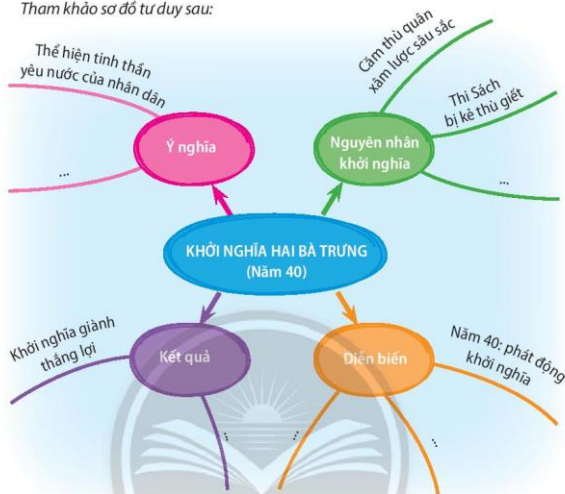 Tham khảo sơ đồ tư duy sau:
Thể hiện tinh thần
yêu nước của nhân dân
...
Ý nghĩa
Căm thù quân
xâm lược sâu sắc
Thi Sách
bị kẻ thù giết
...
Nguyên nhân
khởi nghĩa
KHỞI NGHĨA HAI BÀ TRƯNG
(Năm 40)
Khởi nghĩa giành
thắng lợi
Kết quả
...
Diễn biến
Năm 40: phát động
khởi nghĩa
...
...